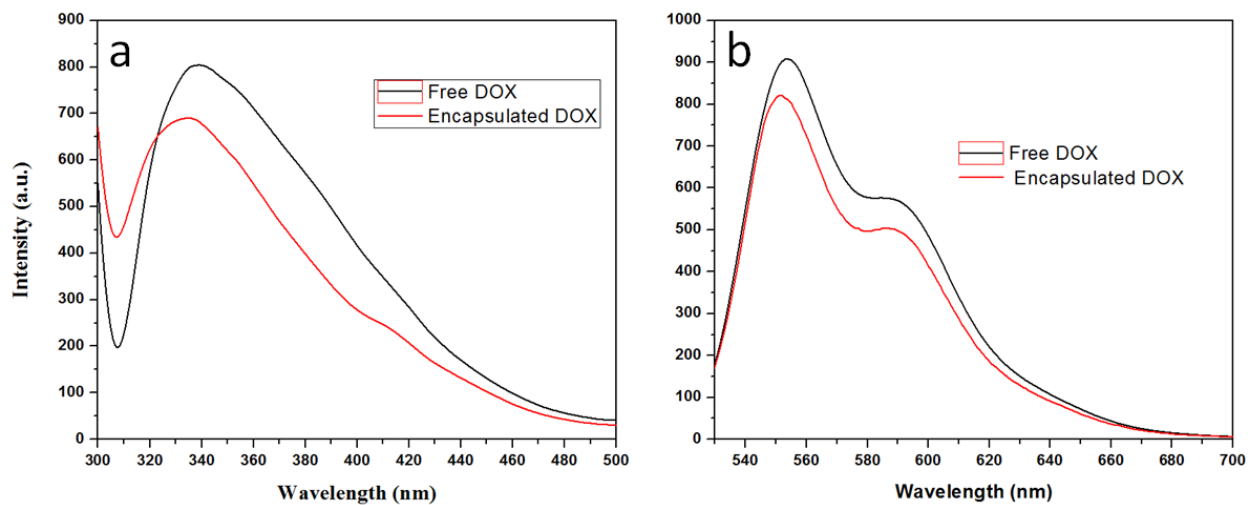 a
900
800
700
600
500
400
300
200
100
0
300 320 340 360 380 400 420 440 460 480 500
Intensity (a.u.)
Wavelength (nm)
Free DOX
Encapsulated DOX
b
1000
900
800
700
600
500
400
300
200
100
0
540 560 580 600 620 640 660 680 700
Wavelength (nm)
Free DOX
Encapsulated DOX